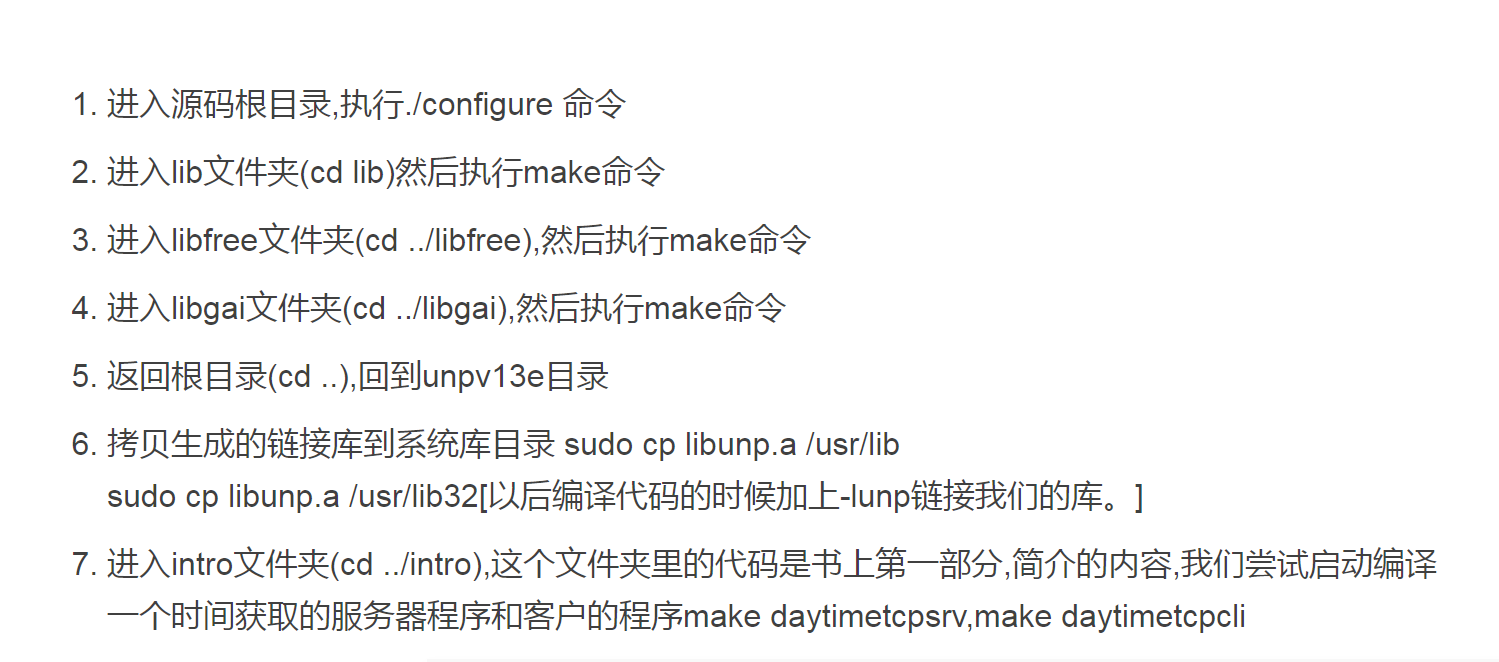 1. 进入源码根目录,执行./configure 命令
2. 进入lib文件夹(cd lib)然后执行make命令
3. 进入libfree文件夹(cd ../libfree),然后执行make命令
4. 进入libgai文件夹(cd ../libgai),然后执行make命令
5. 返回根目录(cd ..),回到unpv13e目录
6. 拷贝生成的链接库到系统库目录 sudo cp libunp.a /usr/lib
sudo cp libunp.a /usr/lib32[以后编译代码的时候加上-lunp链接我们的库。]
7. 进入intro文件夹(cd ../intro),这个文件夹里的代码是书上第一部分,简介的内容,我们尝试启动编译
一个时间获取的服务器程序和客户的程序make daytimetcpsrv,make daytimetcpcli